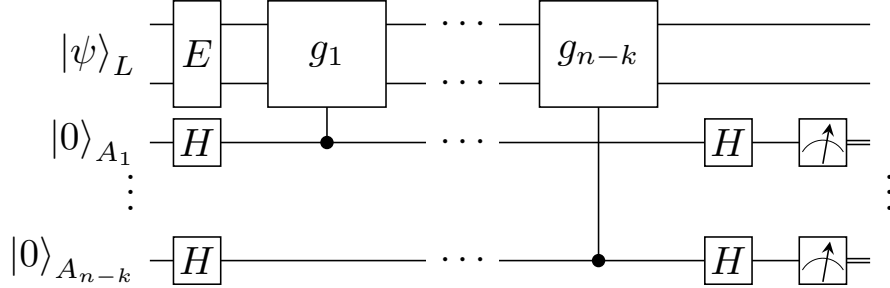 |ψ⟩_L E g_1 ··· g_{n−k} ···
|0⟩_{A_1} H ··· H
⋮ ⋮
|0⟩_{A_{n−k}} H ··· H